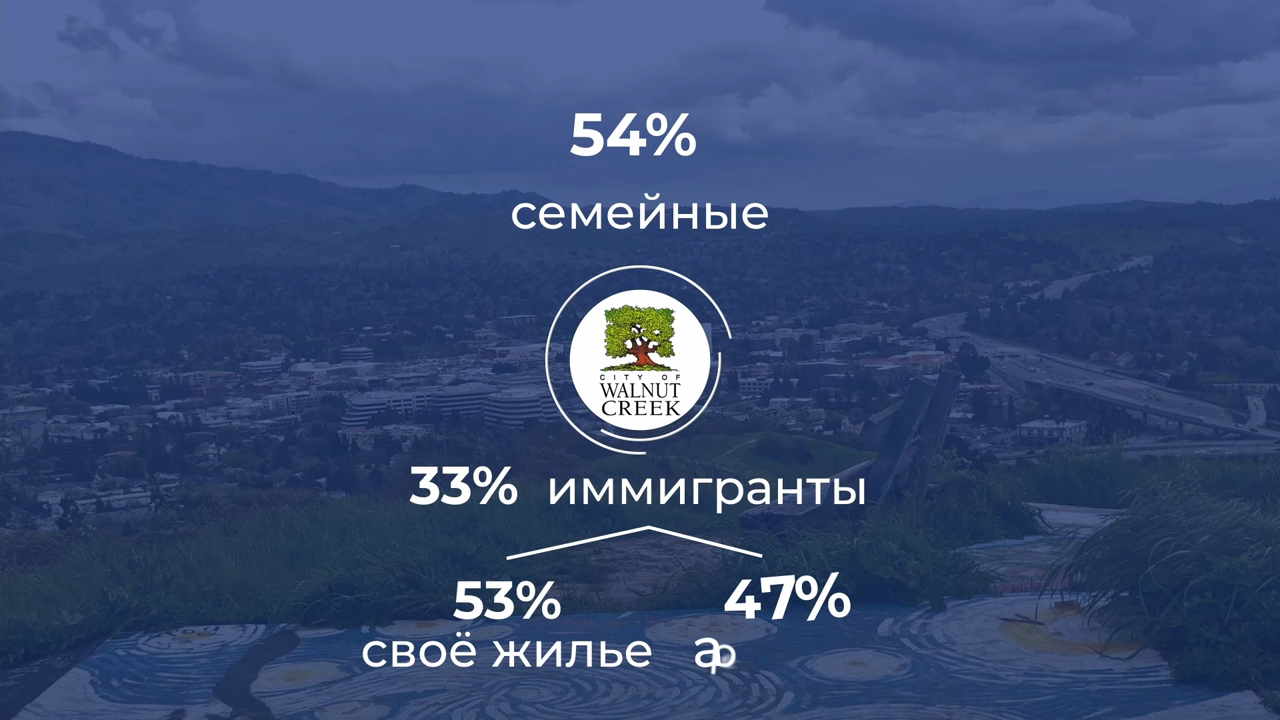 54%
семейные
CITY OF
WALNUT
CREEK
33% иммигранты
53% 47%
своё жилье